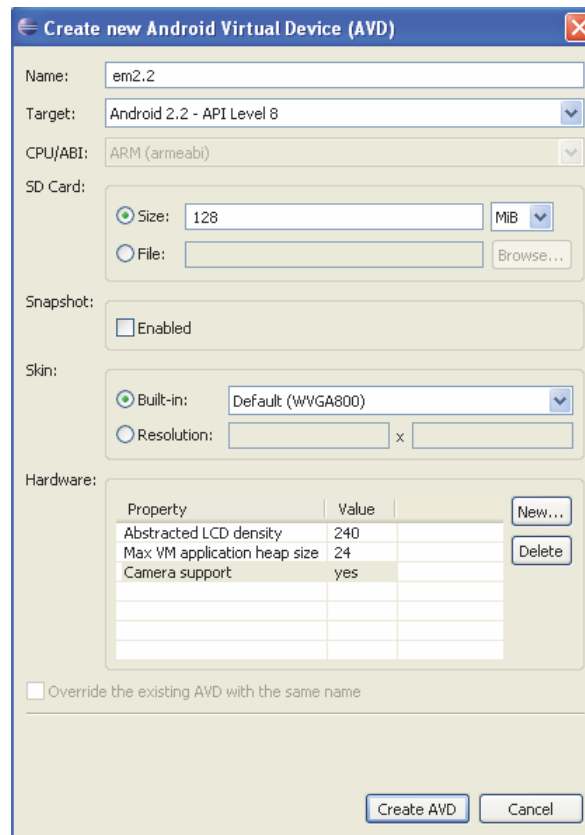 Create new Android Virtual Device (AVD)
Name: em2.2
Target: Android 2.2 - API Level 8
CPU/ABI: ARM (armeabi)
SD Card:
Size: 128 MiB
File: Browse...
Snapshot:
Enabled
Skin:
Built-in: Default (WVGA800)
Resolution: x
Hardware:
Property Value New...
Abstracted LCD density 240
Max VM application heap size 24 Delete
Camera support yes
Override the existing AVD with the same name
Create AVD Cancel